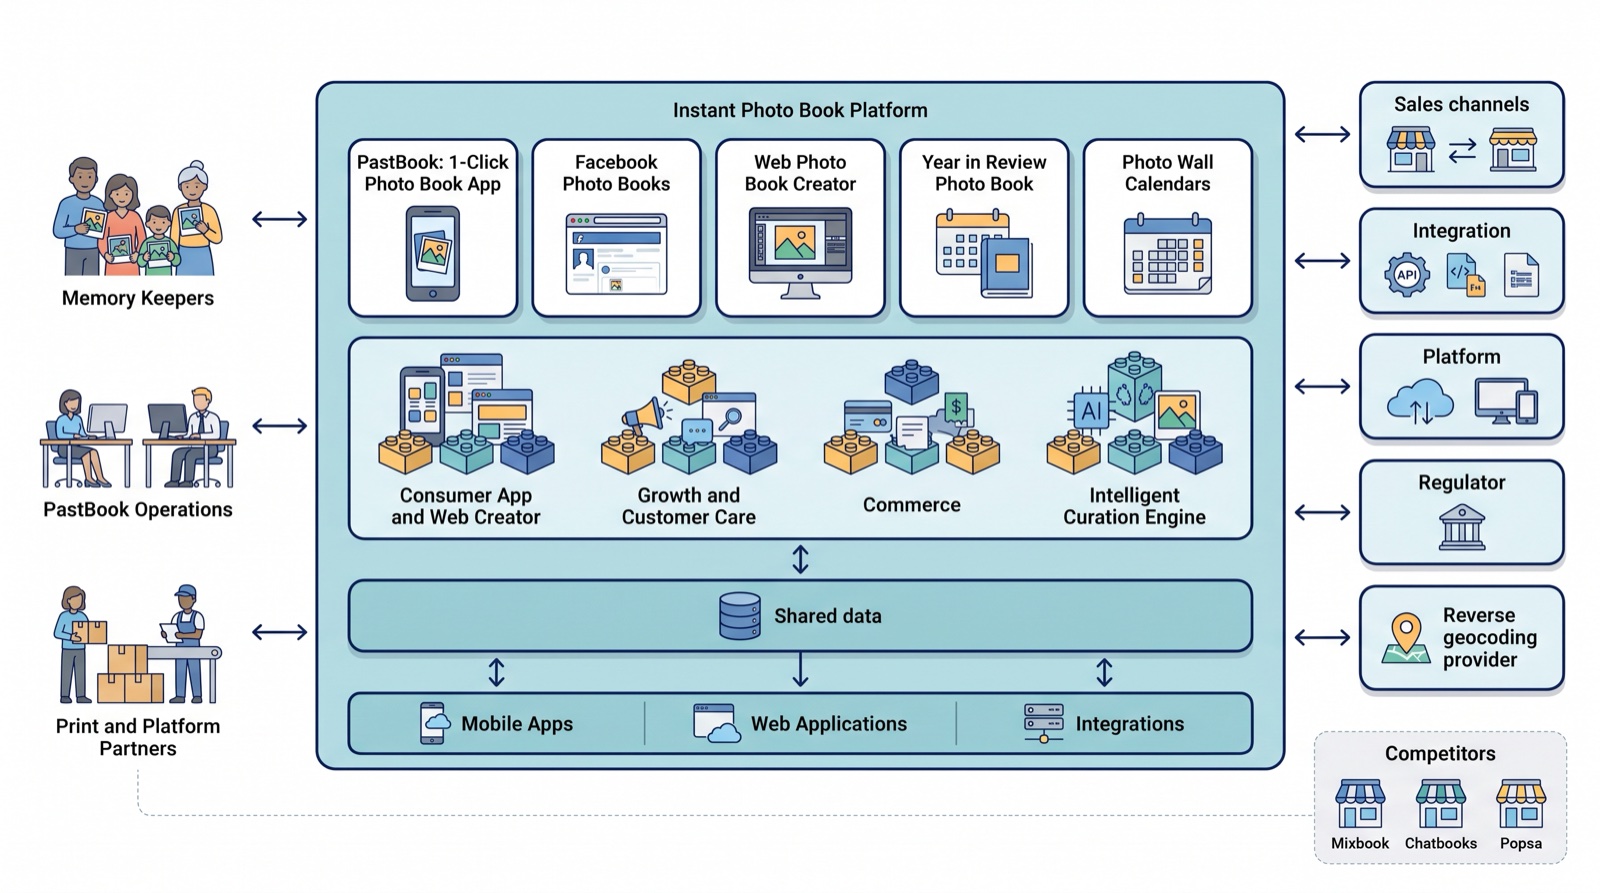 Instant Photo Book Platform
PastBook: 1-Click
Photo Book App
Facebook
Photo Books
Web Photo
Book Creator
Year in Review
Photo Book
Photo Wall
Calendars
Memory Keepers
PastBook Operations
Print and Platform
Partners
AI
$
Consumer App
and Web Creator
Growth and
Customer Care
Commerce
Intelligent
Curation Engine
Shared data
Mobile Apps
Web Applications
Integrations
Sales channels
Integration
API
</>
Platform
Regulator
Reverse
geocoding
provider
Competitors
Mixbook
Chatbooks
Popsa